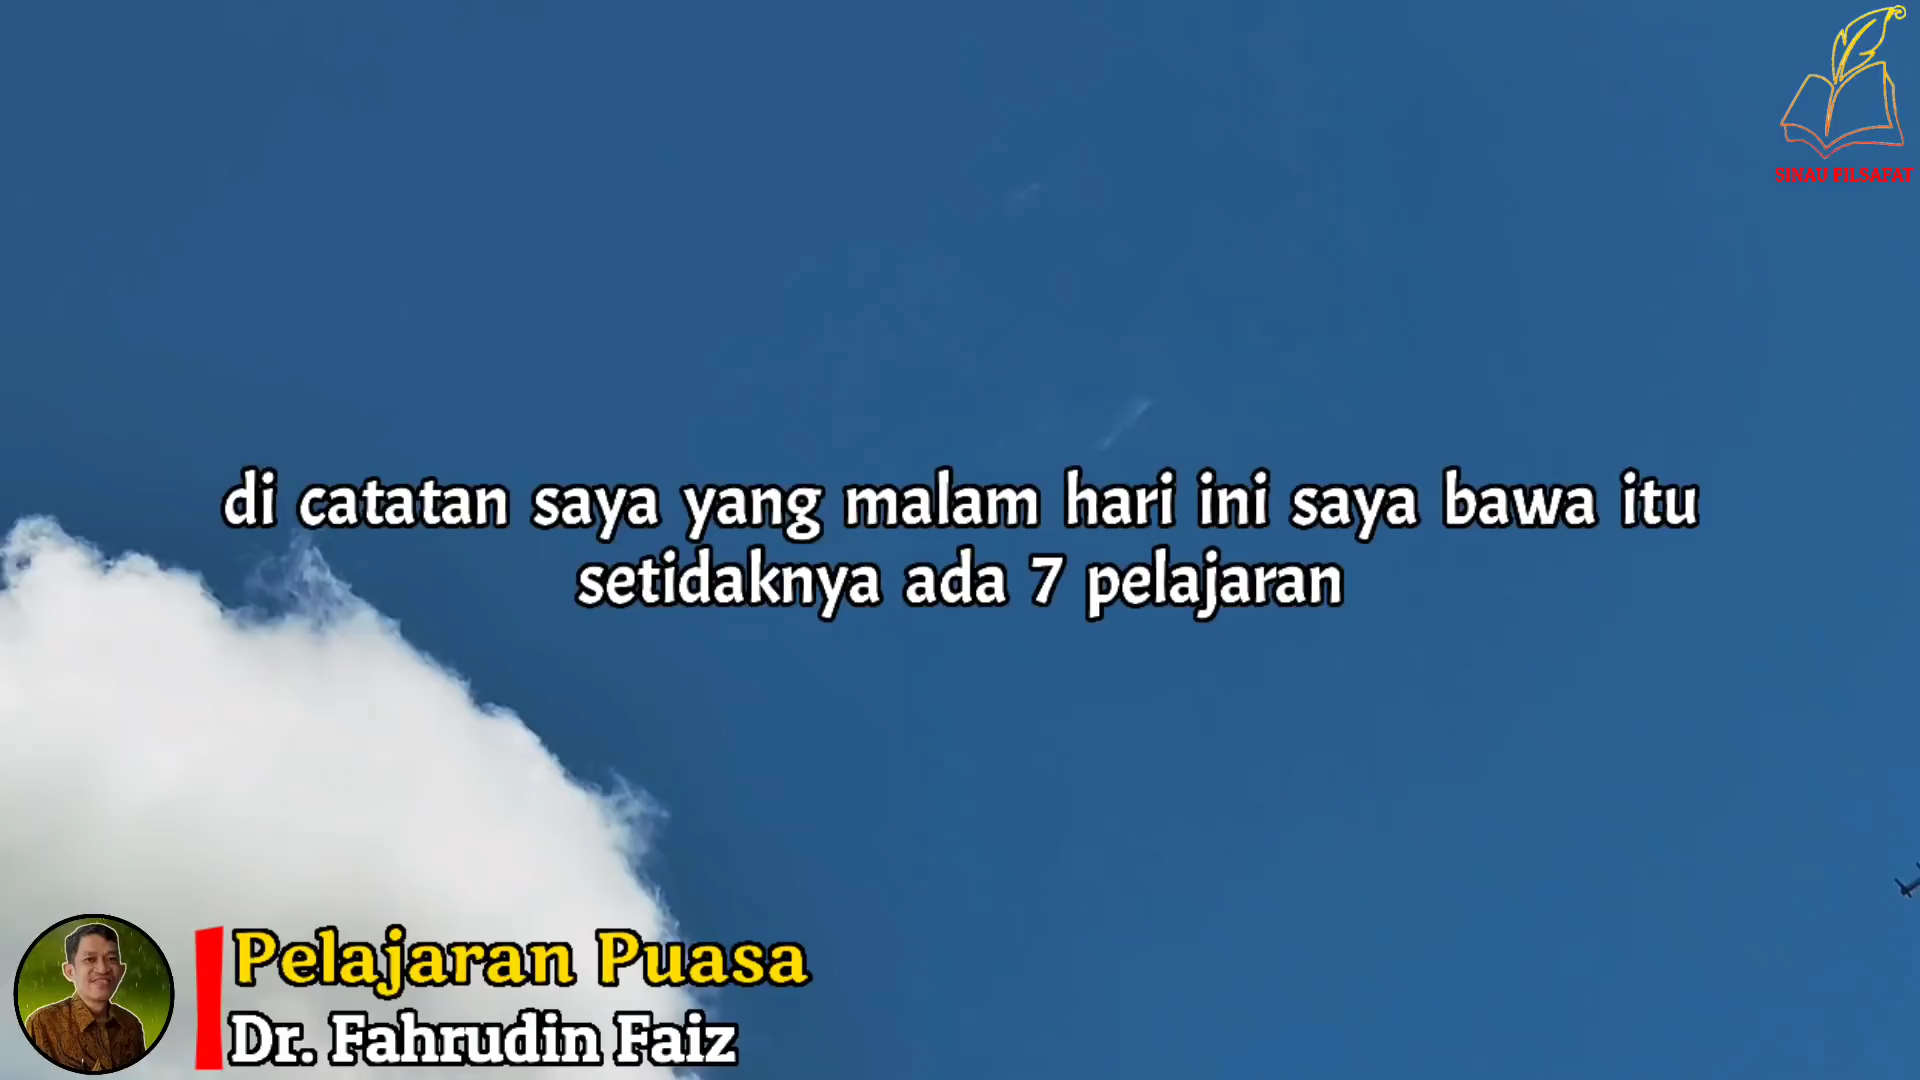 SINAU FILSAFAT
di catatan saya yang malam hari ini saya bawa itu
setidaknya ada 7 pelajaran
Pelajaran Puasa
Dr. Fahrudin Faiz